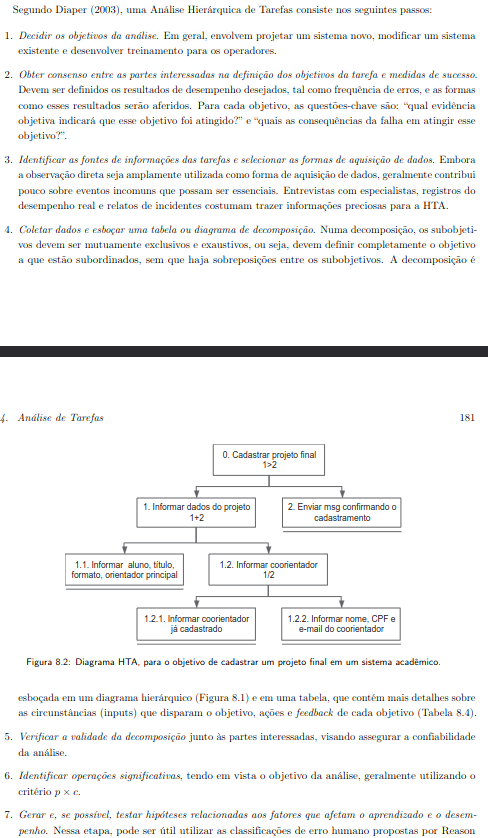 Segundo Diaper (2003), uma Análise Hierárquica de Tarefas consiste nos seguintes passos:
1. Decidir os objetivos da análise. Em geral, envolvem projetar um sistema novo, modificar um sistema
existente e desenvolver treinamento para os operadores.
2. Obter consenso entre as partes interessadas na definição dos objetivos da tarefa e medidas de sucesso.
Devem ser definidos os resultados de desempenho desejados, tal como frequência de erros, e as formas
como esses resultados serão aferidos. Para cada objetivo, as questões-chave são: “qual evidência
objetiva indicará que esse objetivo foi atingido?” e “quais as consequências da falha em atingir esse
objetivo?”.
3. Identificar as fontes de informações das tarefas e selecionar as formas de aquisição de dados. Embora
a observação direta seja amplamente utilizada como forma de aquisição de dados, geralmente contribui
pouco sobre eventos incomuns que possam ser essenciais. Entrevistas com especialistas, registros do
desempenho real e relatos de incidentes costumam trazer informações preciosas para a HTA.
4. Coletar dados e esboçar uma tabela ou diagrama de decomposição. Numa decomposição, os subobjeti-
vos devem ser mutuamente exclusivos e exaustivos, ou seja, devem definir completamente o objetivo
a que estão subordinados, sem que haja sobreposições entre os subobjetivos. A decomposição é
4. Análise de Tarefas 181
0. Cadastrar projeto final
1>2
1. Informar dados do projeto
1+2
2. Enviar msg confirmando o
cadastramento
1.1. Informar aluno, título,
formato, orientador principal
1.2. Informar coorientador
1/2
1.2.1. Informar coorientador
já cadastrado
1.2.2. Informar nome, CPF e
e-mail do coorientador
Figura 8.2: Diagrama HTA, para o objetivo de cadastrar um projeto final em um sistema acadêmico.
esboçada em um diagrama hierárquico (Figura 8.1) e em uma tabela, que contém mais detalhes sobre
as circunstâncias (inputs) que disparam o objetivo, ações e feedback de cada objetivo (Tabela 8.4).
5. Verificar a validade da decomposição junto às partes interessadas, visando assegurar a confiabilidade
da análise.
6. Identificar operações significativas, tendo em vista o objetivo da análise, geralmente utilizando o
critério p × c.
7. Gerar e, se possível, testar hipóteses relacionadas aos fatores que afetam o aprendizado e o desem-
penho. Nessa etapa, pode ser útil utilizar as classificações de erro humano propostas por Reason